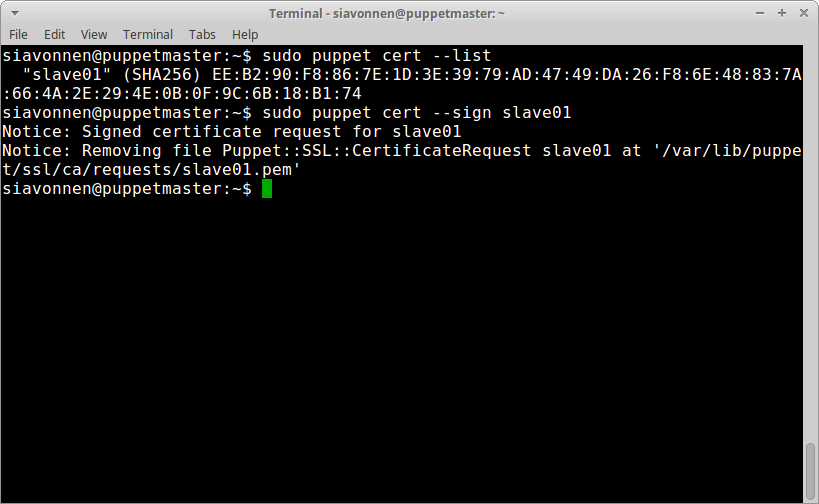 Terminal - siavonnen@puppetmaster: ~
File Edit View Terminal Tabs Help
siavonnen@puppetmaster:~$ sudo puppet cert --list
  "slave01" (SHA256) EE:B2:90:F8:86:7E:1D:3E:39:79:AD:47:49:DA:26:F8:6E:48:83:7A
:66:4A:2E:29:4E:0B:0F:9C:6B:18:B1:74
siavonnen@puppetmaster:~$ sudo puppet cert --sign slave01
Notice: Signed certificate request for slave01
Notice: Removing file Puppet::SSL::CertificateRequest slave01 at '/var/lib/puppe
t/ssl/ca/requests/slave01.pem'
siavonnen@puppetmaster:~$